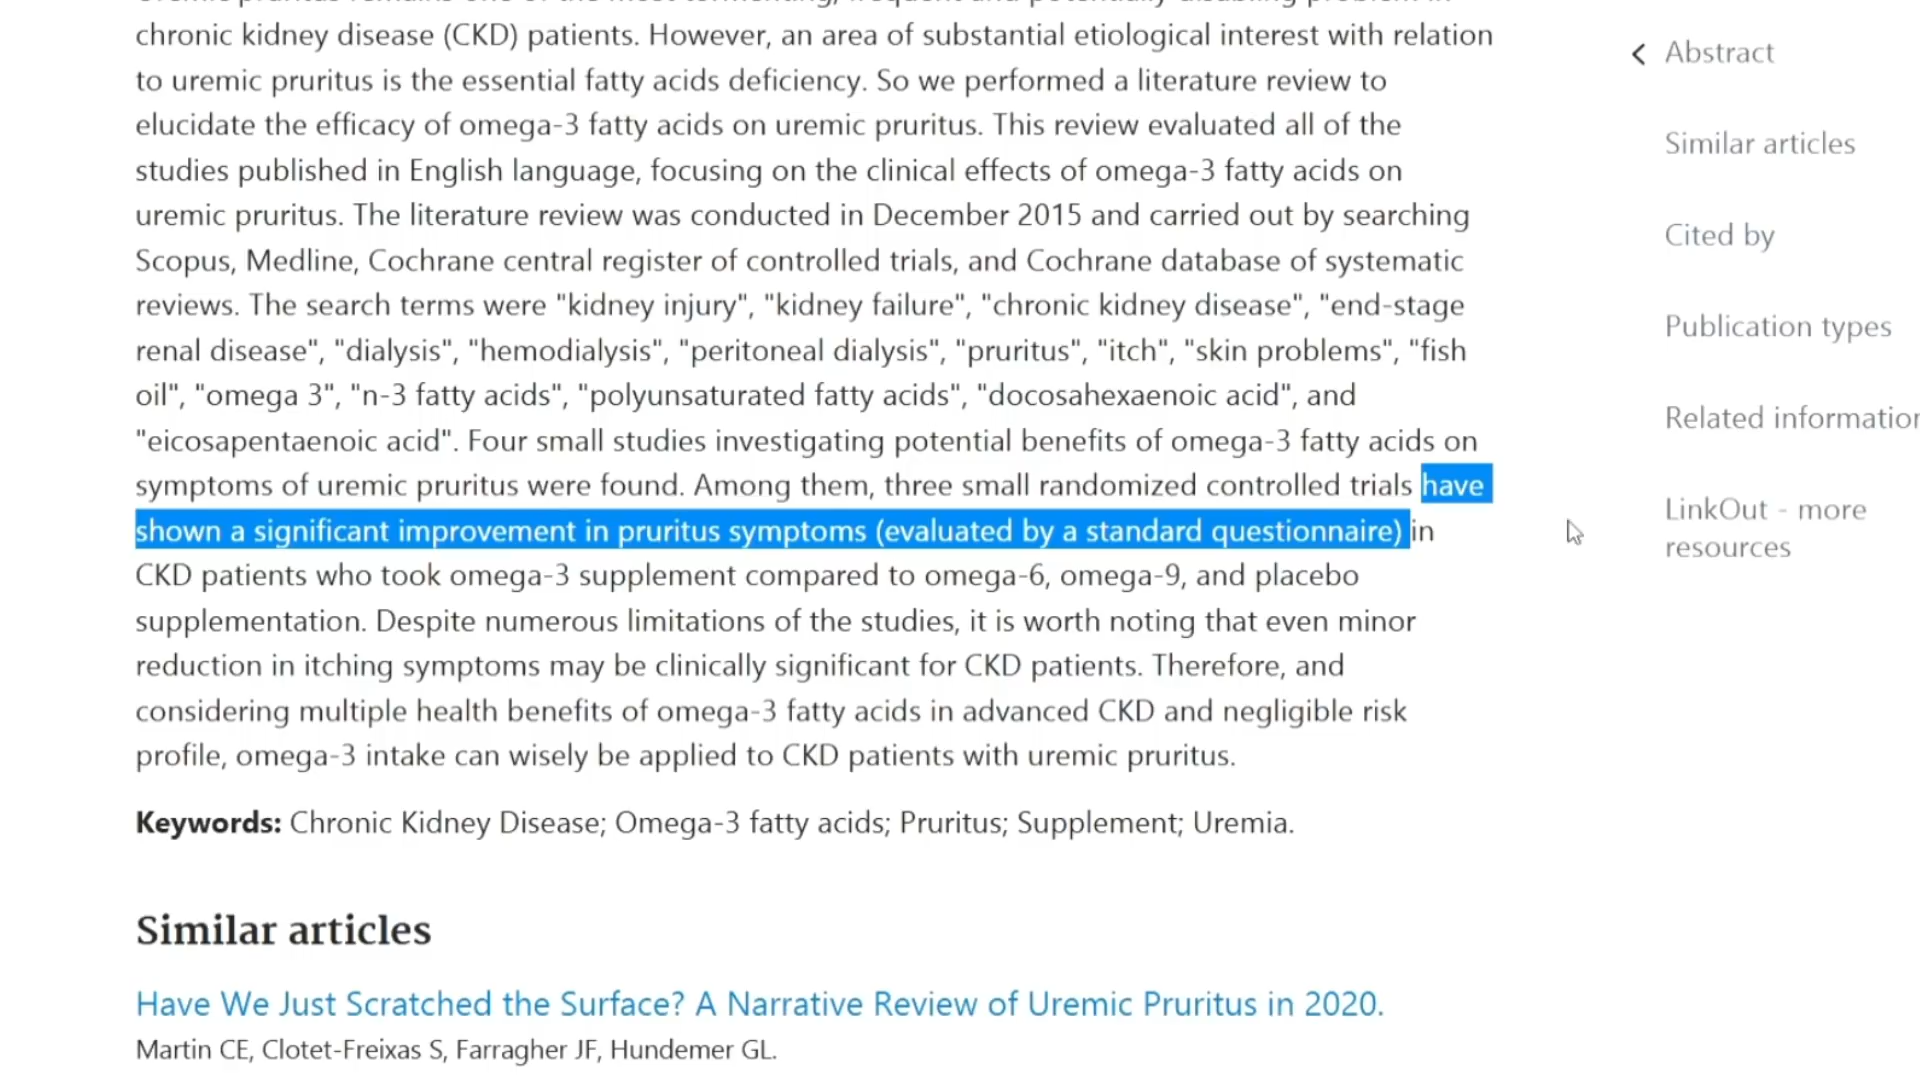 chronic kidney disease (CKD) patients. However, an area of substantial etiological interest with relation
to uremic pruritus is the essential fatty acids deficiency. So we performed a literature review to
elucidate the efficacy of omega-3 fatty acids on uremic pruritus. This review evaluated all of the
studies published in English language, focusing on the clinical effects of omega-3 fatty acids on
uremic pruritus. The literature review was conducted in December 2015 and carried out by searching
Scopus, Medline, Cochrane central register of controlled trials, and Cochrane database of systematic
reviews. The search terms were "kidney injury", "kidney failure", "chronic kidney disease", "end-stage
renal disease", "dialysis", "hemodialysis", "peritoneal dialysis", "pruritus", "itch", "skin problems", "fish
oil", "omega 3", "n-3 fatty acids", "polyunsaturated fatty acids", "docosahexaenoic acid", and
"eicosapentaenoic acid". Four small studies investigating potential benefits of omega-3 fatty acids on
symptoms of uremic pruritus were found. Among them, three small randomized controlled trials have
shown a significant improvement in pruritus symptoms (evaluated by a standard questionnaire) in
CKD patients who took omega-3 supplement compared to omega-6, omega-9, and placebo
supplementation. Despite numerous limitations of the studies, it is worth noting that even minor
reduction in itching symptoms may be clinically significant for CKD patients. Therefore, and
considering multiple health benefits of omega-3 fatty acids in advanced CKD and negligible risk
profile, omega-3 intake can wisely be applied to CKD patients with uremic pruritus.
Keywords: Chronic Kidney Disease; Omega-3 fatty acids; Pruritus; Supplement; Uremia.
Similar articles
Have We Just Scratched the Surface? A Narrative Review of Uremic Pruritus in 2020.
Martin CE, Clotet-Freixas S, Farragher JF, Hundemer GL.
Abstract
Similar articles
Cited by
Publication types
Related informatior
LinkOut - more
resources